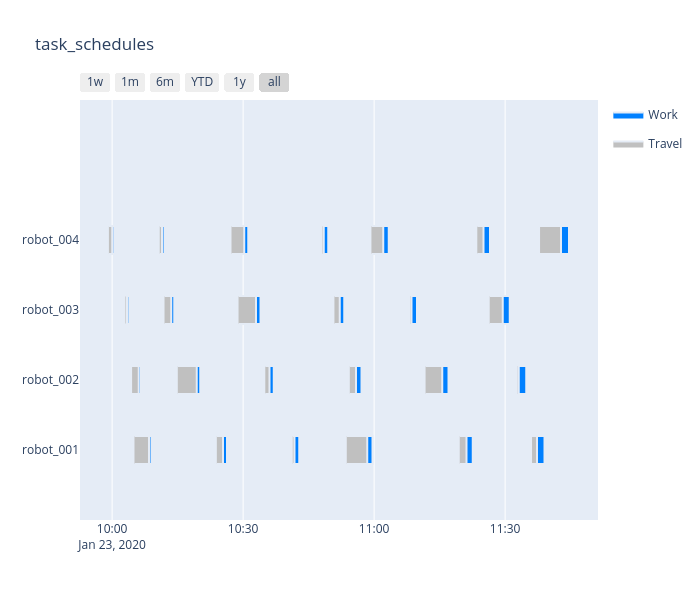 task_schedules
1w 1m 6m YTD 1y all
Work
Travel
robot_004
robot_003
robot_002
robot_001
10:00 10:30 11:00 11:30
Jan 23, 2020